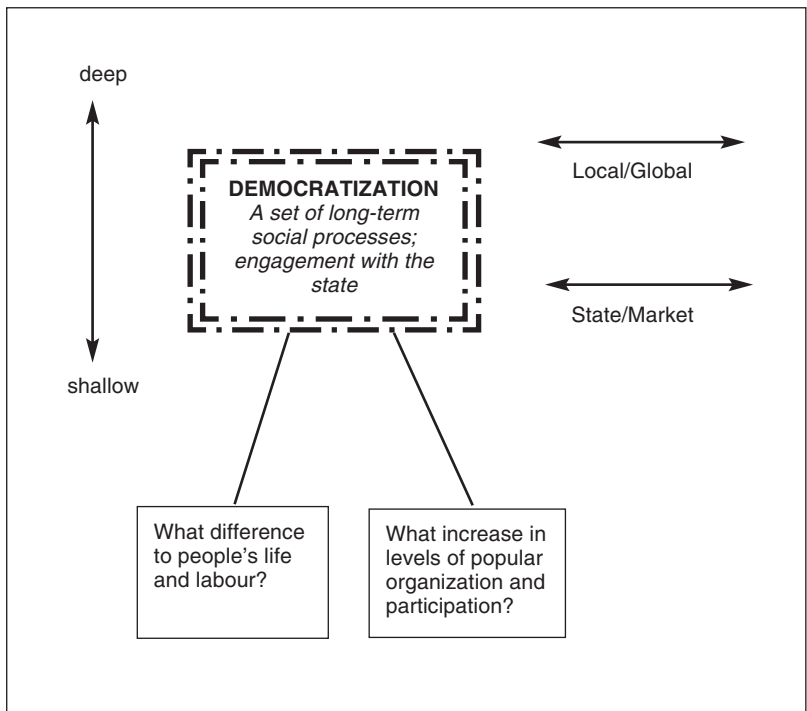 deep
DEMOCRATIZATION
A set of long-term
social processes;
engagement with the
state
Local/Global
State/Market
shallow
What difference
to people’s life
and labour?
What increase in
levels of popular
organization and
participation?